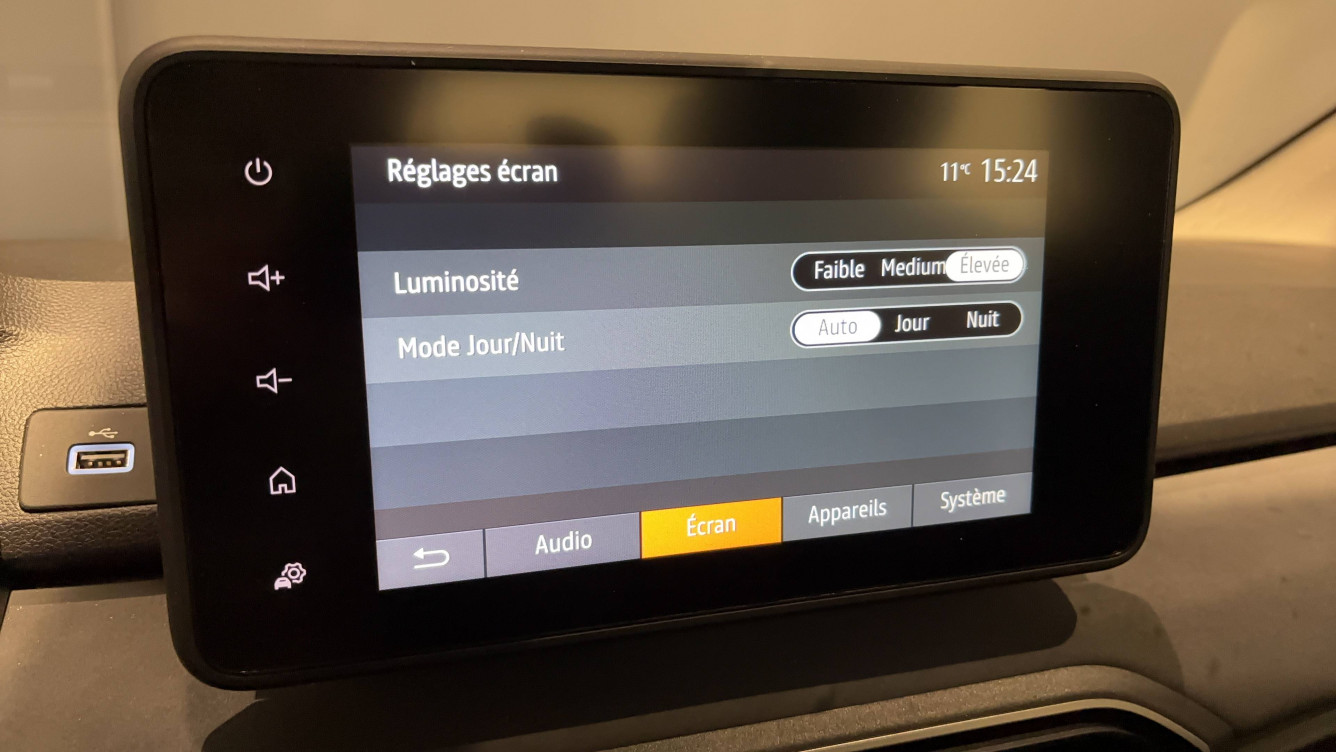 Réglages écran 11°C 15:24
Luminosité Faible Medium Élevée
Mode Jour/Nuit Auto Jour Nuit
Audio Écran Appareils Système